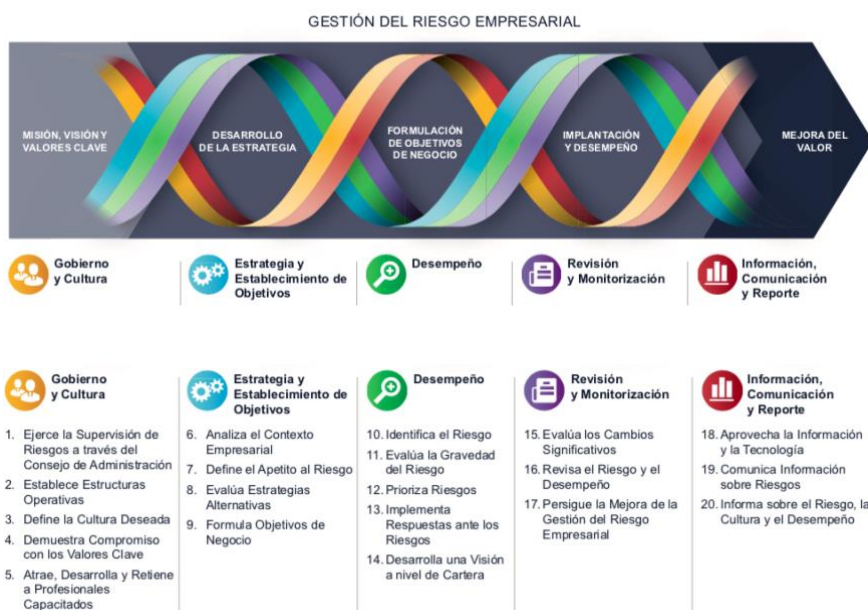 GESTIÓN DEL RIESGO EMPRESARIAL
MISIÓN, VISIÓN Y
VALORES CLAVE
DESARROLLO
DE LA ESTRATEGIA
FORMULACIÓN
DE OBJETIVOS
DE NEGOCIO
IMPLANTACIÓN
Y DESEMPEÑO
MEJORA DEL
VALOR
Gobierno
y Cultura
Estrategia y
Establecimiento de
Objetivos
Desempeño
Revisión
y Monitorización
Información,
Comunicación
y Reporte
Gobierno
y Cultura
1. Ejerce la Supervisión de
Riesgos a través del
Consejo de Administración
2. Establece Estructuras
Operativas
3. Define la Cultura Deseada
4. Demuestra Compromiso
con los Valores Clave
5. Atrae, Desarrolla y Retiene
a Profesionales
Capacitados
Estrategia y
Establecimiento de
Objetivos
6. Analiza el Contexto
Empresarial
7. Define el Apetito al Riesgo
8. Evalúa Estrategias
Alternativas
9. Formula Objetivos de
Negocio
Desempeño
10. Identifica el Riesgo
11. Evalúa la Gravedad
del Riesgo
12. Prioriza Riesgos
13. Implementa
Respuestas ante los
Riesgos
14. Desarrolla una Visión
a nivel de Cartera
Revisión
y Monitorización
15. Evalúa los Cambios
Significativos
16. Revisa el Riesgo y el
Desempeño
17. Persigue la Mejora de la
Gestión del Riesgo
Empresarial
Información,
Comunicación
y Reporte
18. Aprovecha la Información
y la Tecnología
19. Comunica Información
sobre Riesgos
20. Informa sobre el Riesgo, la
Cultura y el Desempeño